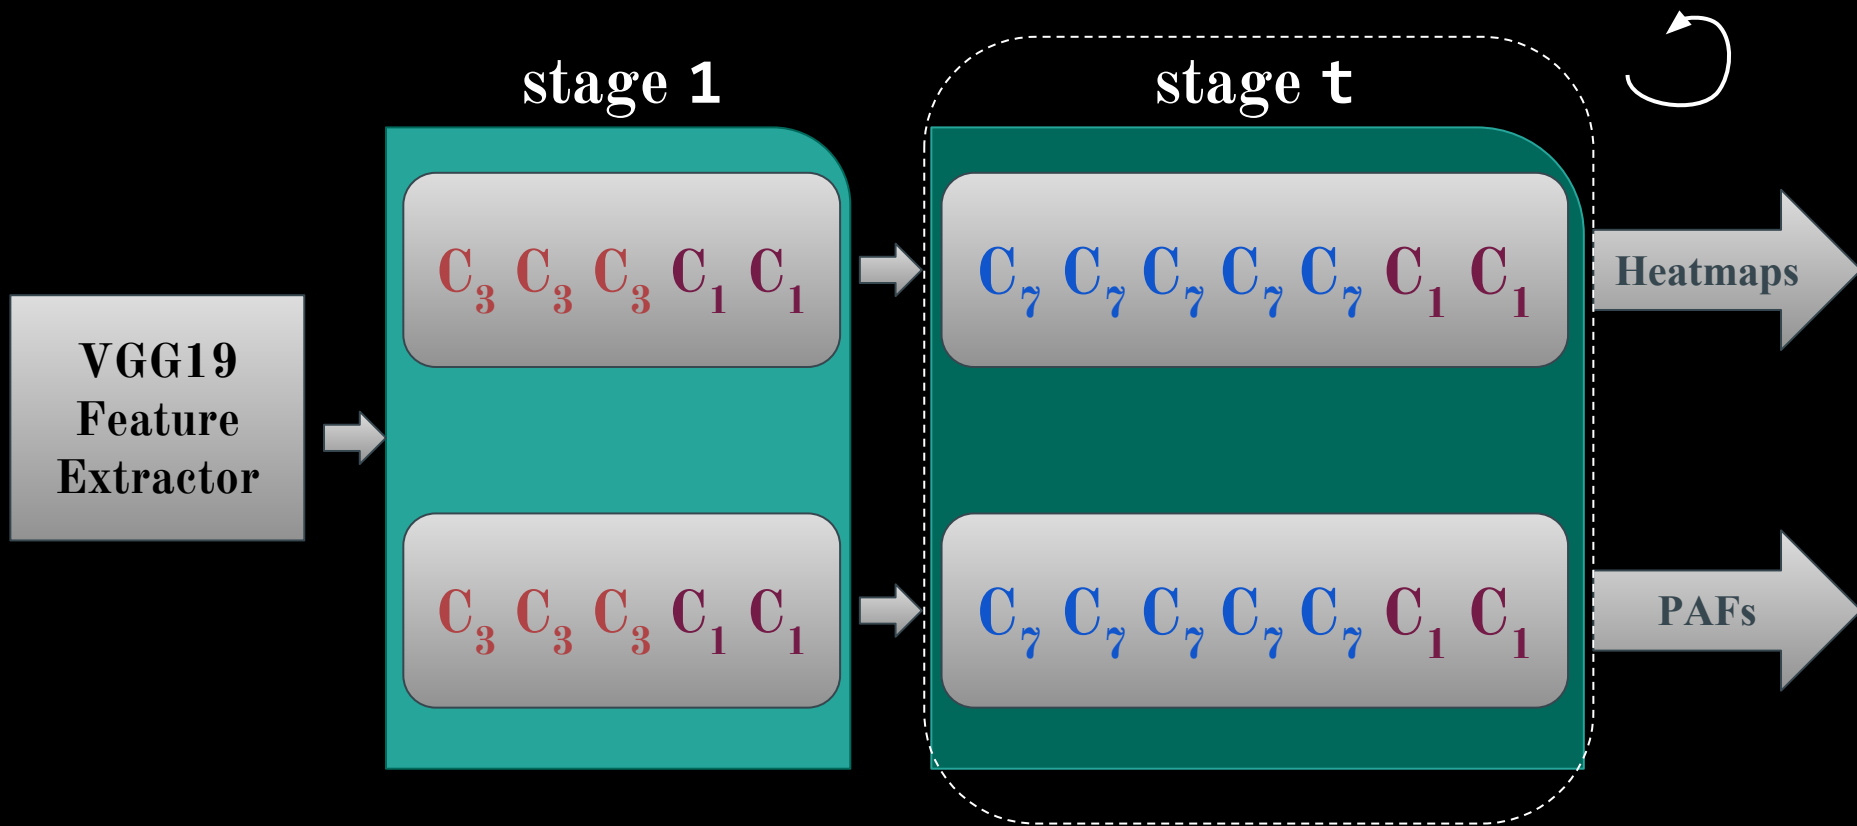 stage 1
stage t
C3 C3 C3 C1 C1
C7 C7 C7 C7 C7 C1 C1
Heatmaps
VGG19
Feature
Extractor
C3 C3 C3 C1 C1
C7 C7 C7 C7 C7 C1 C1
PAFs